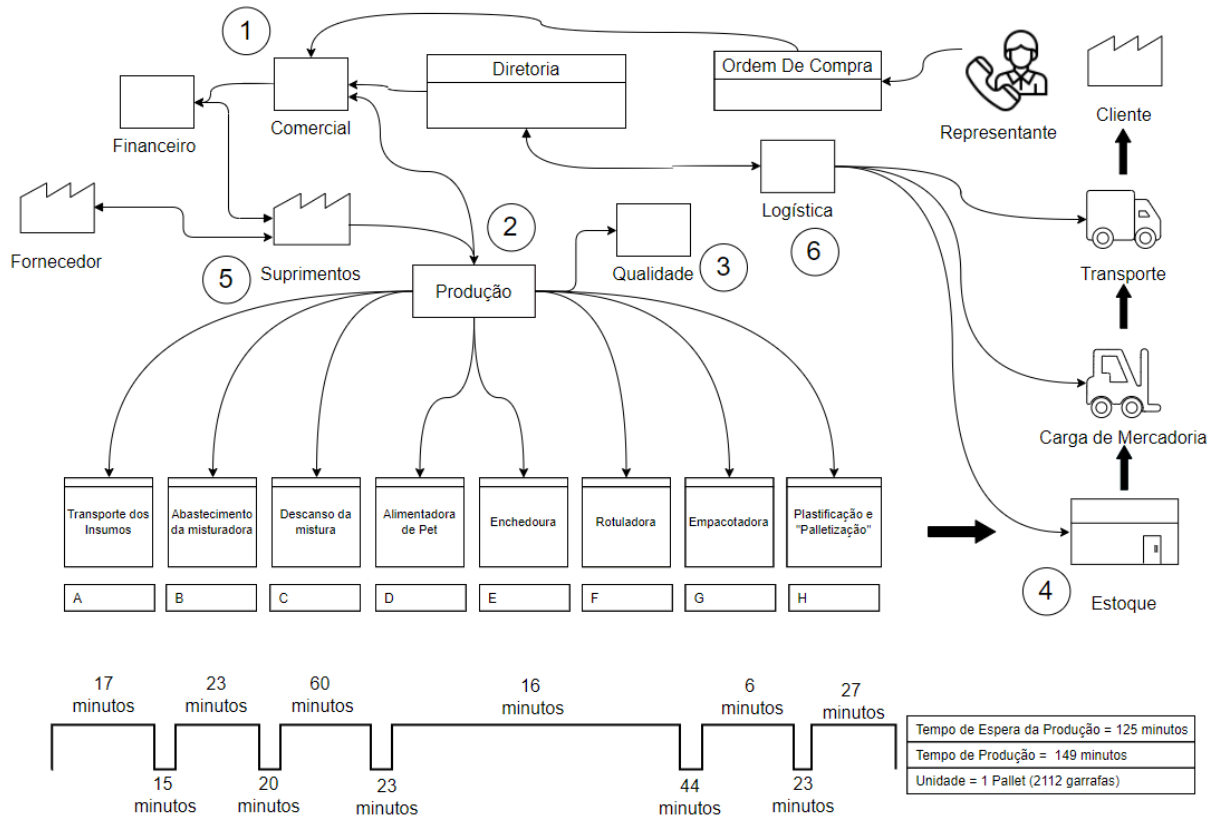 1
Diretoria
Ordem De Compra
Financeiro
Comercial
Representante
Cliente
Fornecedor
5
Suprimentos
2
Qualidade
3
Logística
6
Transporte
Produção
Carga de Mercadoria
Transporte dos
Insumos
Abastecimento
da misturadora
Descanso da
mistura
Alimentadora
de Pet
Enchedoura
Rotuladora
Empacotadora
Plastificação e
"Palletização"
A
B
C
D
E
F
G
H
4
Estoque
17
minutos
23
minutos
60
minutos
16
minutos
6
minutos
27
minutos
15
minutos
20
minutos
23
minutos
44
minutos
23
minutos
Tempo de Espera da Produção = 125 minutos
Tempo de Produção = 149 minutos
Unidade = 1 Pallet (2112 garrafas)